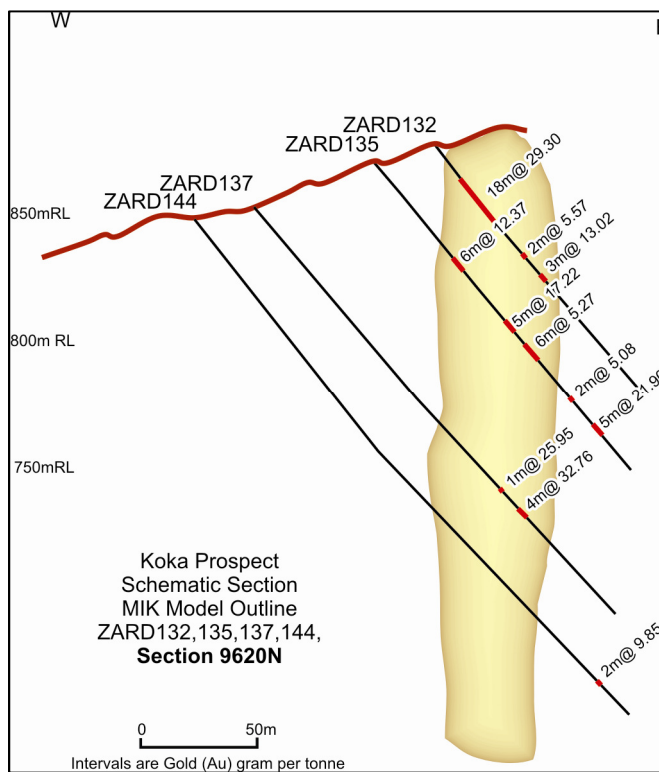 W
ZARD132
ZARD135
ZARD137
ZARD144
18m@ 29.30
2m@ 5.57
3m@ 13.02
6m@ 12.37
5m@ 17.22
6m@ 5.27
2m@ 5.08
850mRL
800m RL
750mRL
1m@ 25.95
4m@ 32.76
2m@ 9.85
Koka Prospect
Schematic Section
MIK Model Outline
ZARD132,135,137,144,
Section 9620N
0 50m
Intervals are Gold (Au) gram per tonne